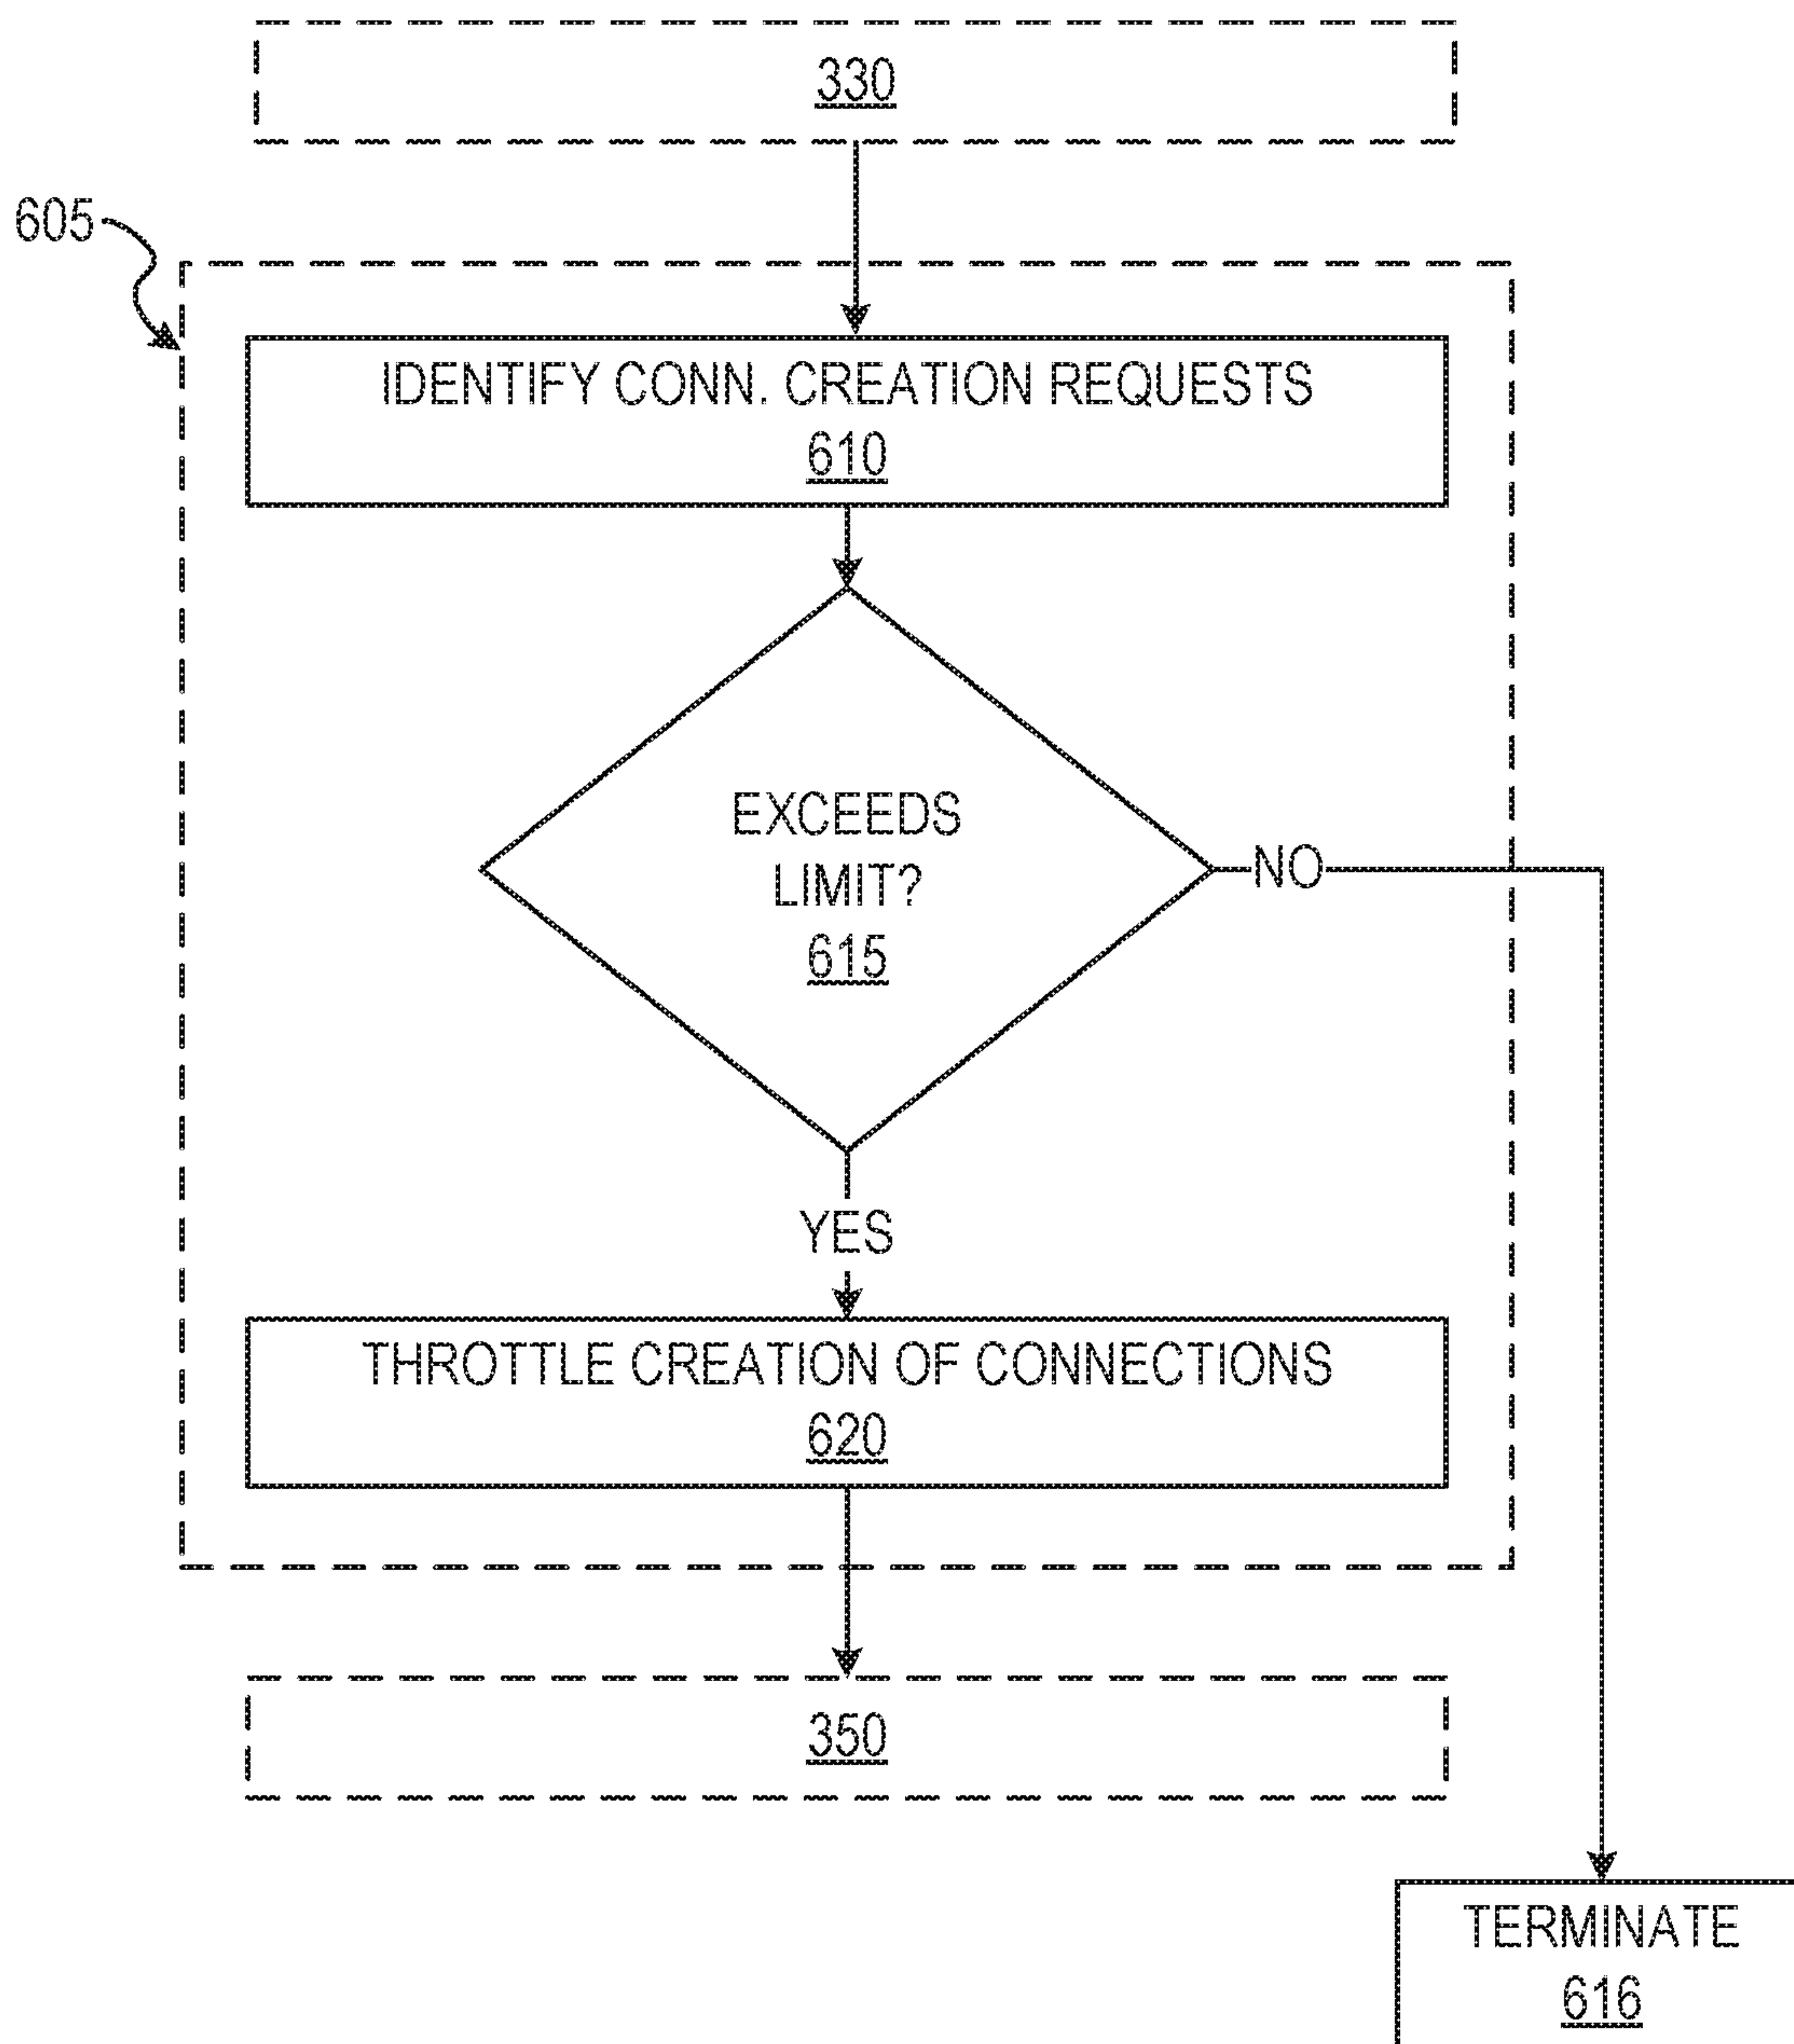 330
605
IDENTIFY CONN. CREATION REQUESTS
610
EXCEEDS
LIMIT?
615
NO
YES
THROTTLE CREATION OF CONNECTIONS
620
350
TERMINATE
616